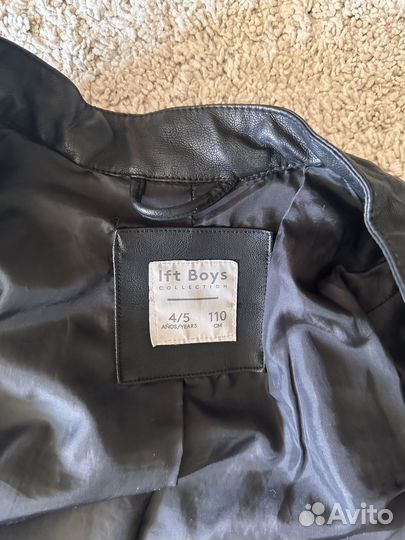 lft Boys
COLLECTION
4/5 110
AÑOS/YEARS CM
Avito